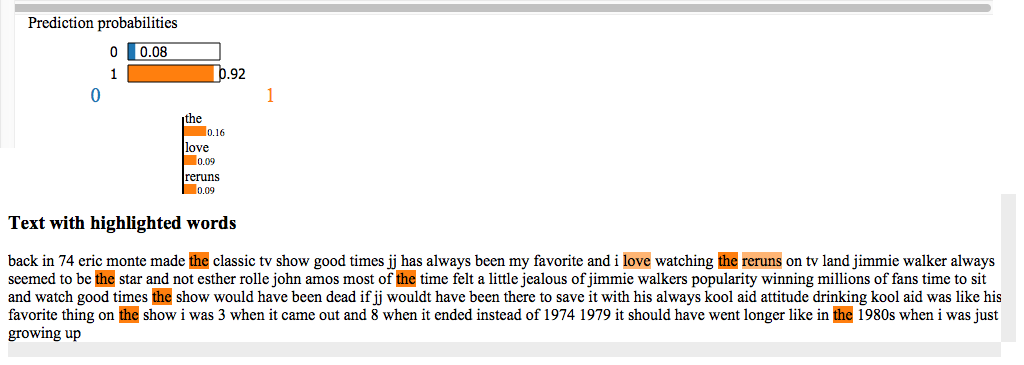 Prediction probabilities
0 0.08
1 0.92
0 1
the
0.16
love
0.09
reruns
0.09
Text with highlighted words
back in 74 eric monte made the classic tv show good times jj has always been my favorite and i love watching the reruns on tv land jimmie walker always
seemed to be the star and not esther rolle john amos most of the time felt a little jealous of jimmie walkers popularity winning millions of fans time to sit
and watch good times the show would have been dead if jj wouldt have been there to save it with his always kool aid attitude drinking kool aid was like his
favorite thing on the show i was 3 when it came out and 8 when it ended instead of 1974 1979 it should have went longer like in the 1980s when i was just
growing up